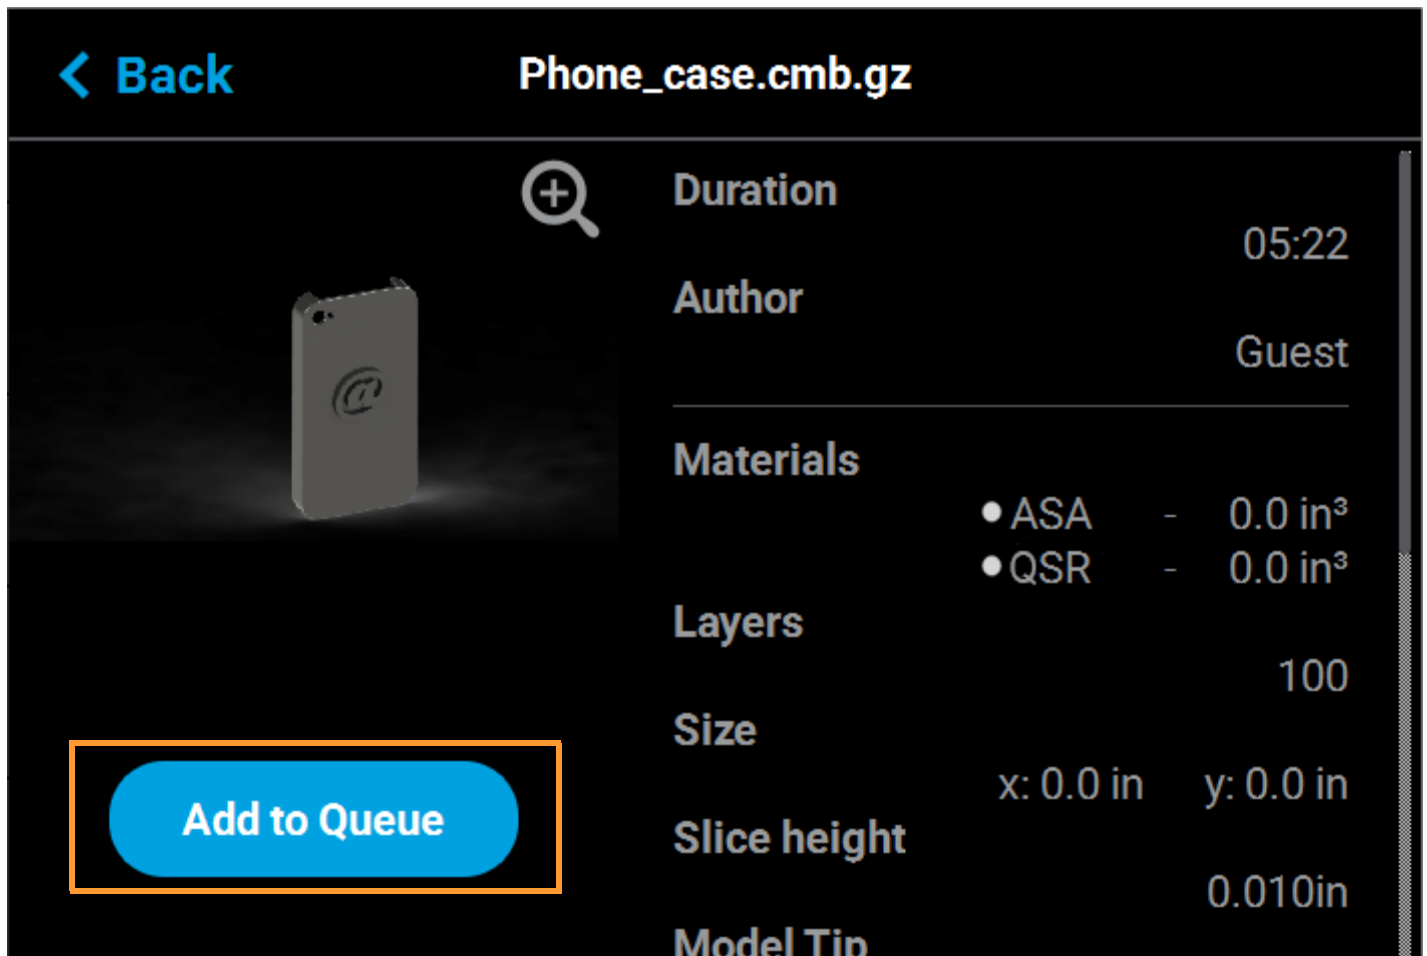 Back
Phone_case.cmb.gz
Duration
05:22
Author
Guest
Materials
ASA - 0.0 in³
QSR - 0.0 in³
Layers
100
Size
x: 0.0 in y: 0.0 in
Slice height
0.010in
Model Tip
@
Add to Queue